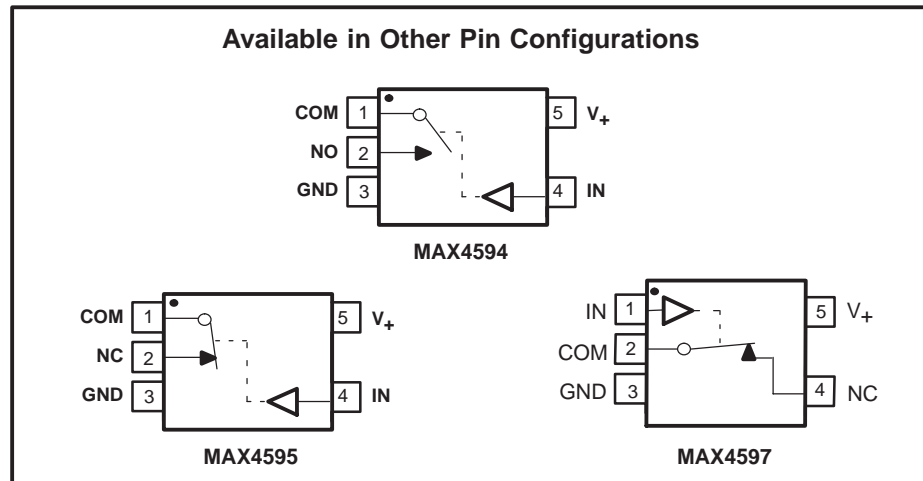 Available in Other Pin Configurations
COM 1 5 V+
NO 2
GND 3 4 IN
MAX4594
COM 1 5 V+
NC 2
GND 3 4 IN
MAX4595
IN 1 5 V+
COM 2
GND 3 4 NC
MAX4597